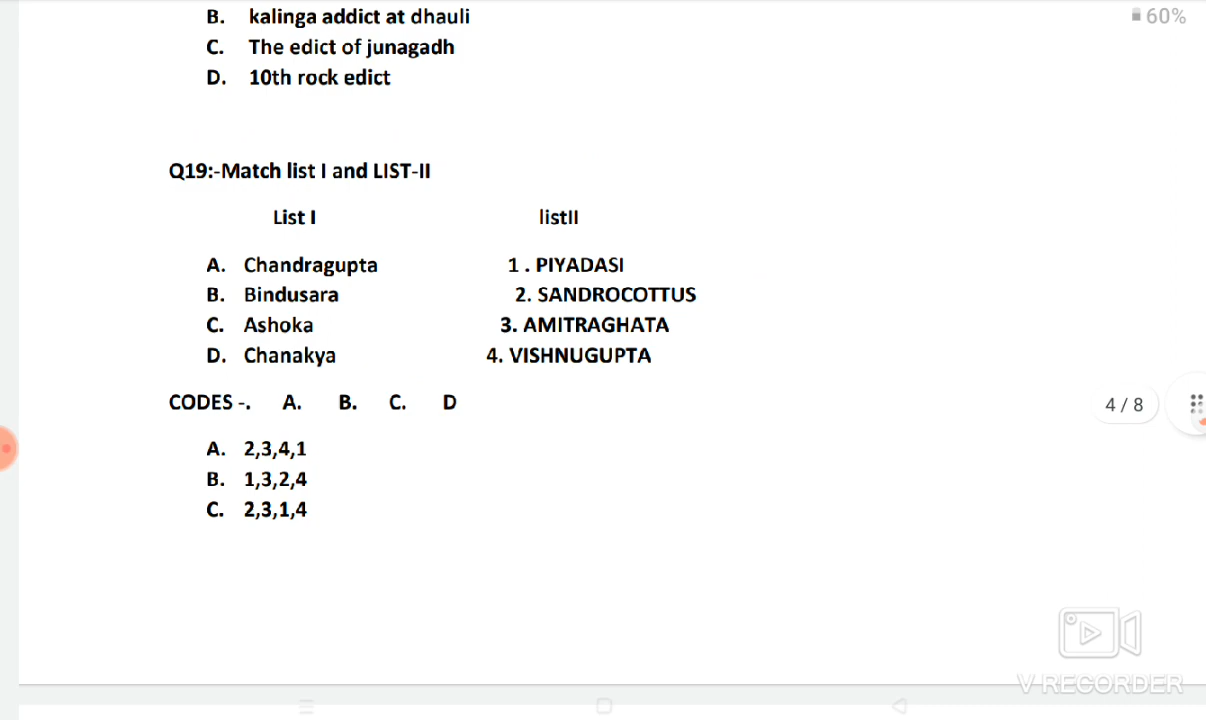 B. kalinga addict at dhauli
60%
C. The edict of junagadh
D. 10th rock edict
Q19:-Match list I and LIST-II
List I listII
A. Chandragupta 1 . PIYADASI
B. Bindusara 2. SANDROCOTTUS
C. Ashoka 3. AMITRAGHATA
D. Chanakya 4. VISHNUGUPTA
CODES -. A. B. C. D
4 / 8
A. 2,3,4,1
B. 1,3,2,4
C. 2,3,1,4
V RECORDER